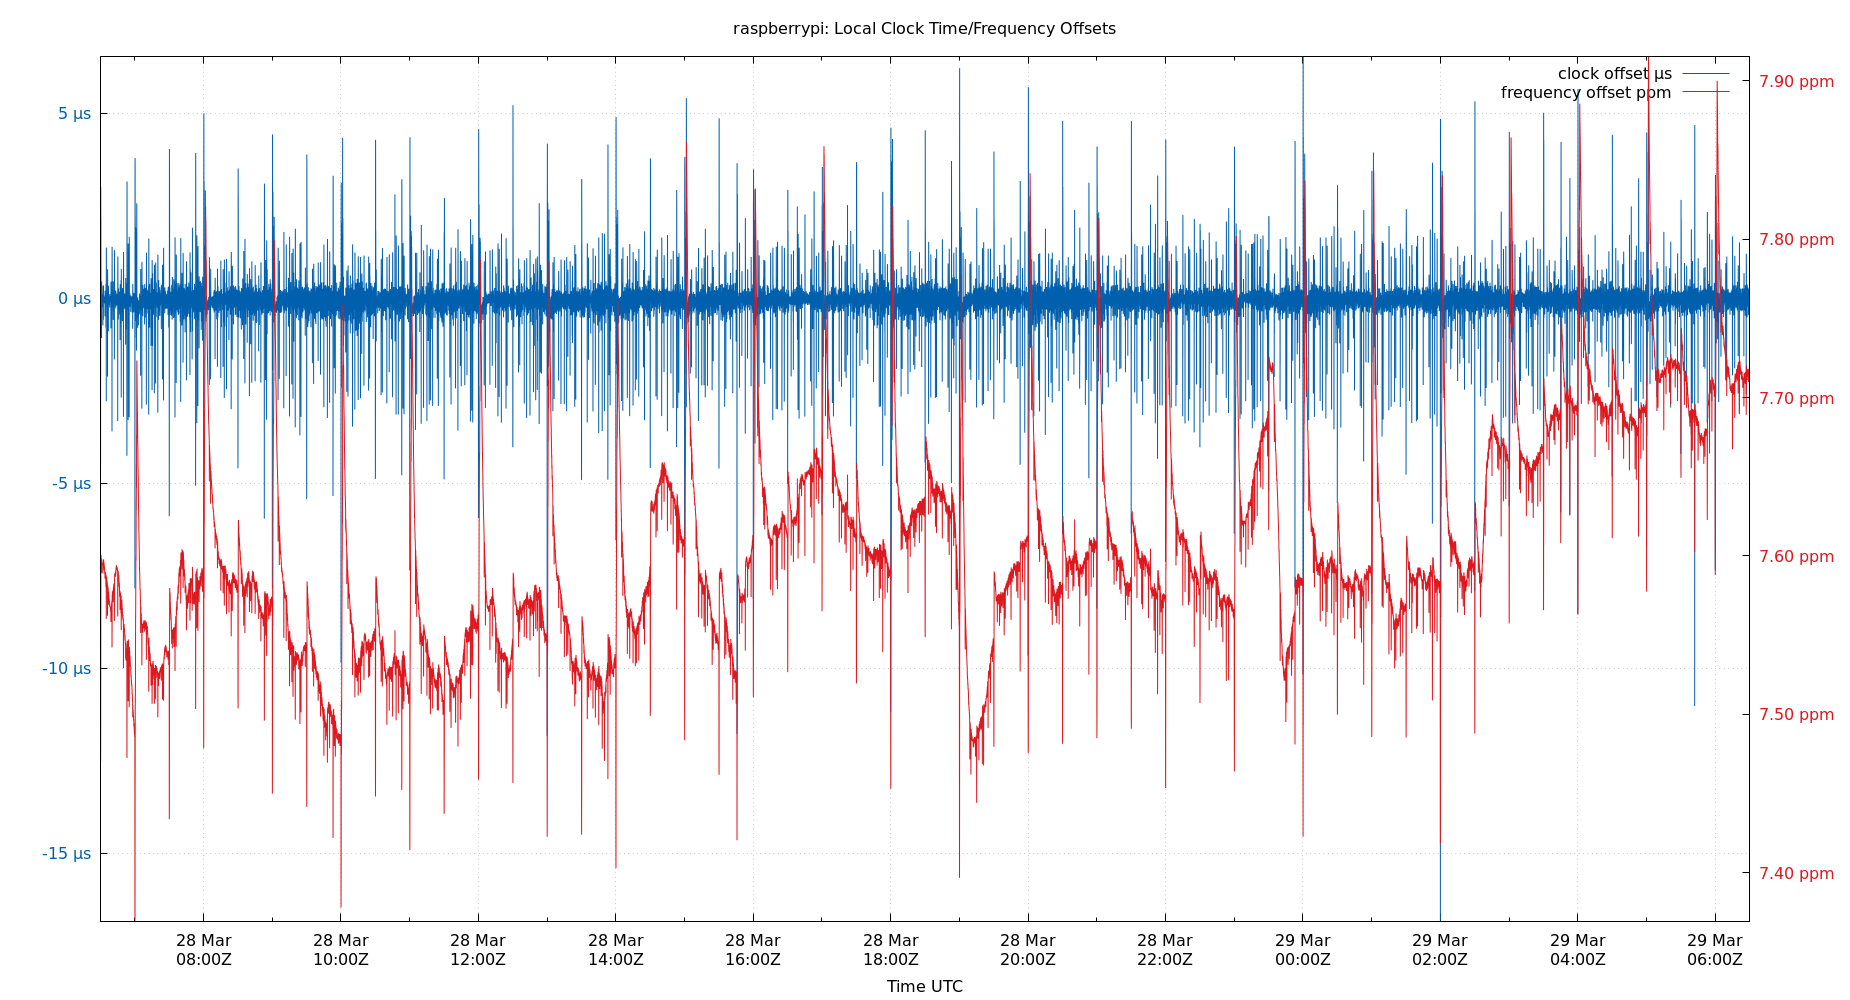 raspberrypi: Local Clock Time/Frequency Offsets
clock offset µs
frequency offset ppm
5 µs
0 µs
-5 µs
-10 µs
-15 µs
7.90 ppm
7.80 ppm
7.70 ppm
7.60 ppm
7.50 ppm
7.40 ppm
28 Mar 28 Mar 28 Mar 28 Mar 28 Mar 28 Mar 28 Mar 28 Mar 29 Mar 29 Mar 29 Mar 29 Mar
08:00Z 10:00Z 12:00Z 14:00Z 16:00Z 18:00Z 20:00Z 22:00Z 00:00Z 02:00Z 04:00Z 06:00Z
Time UTC